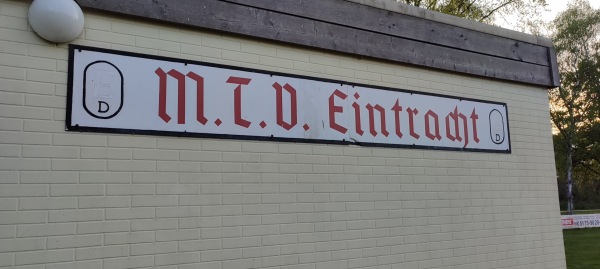 D M.T.V. Eintracht D